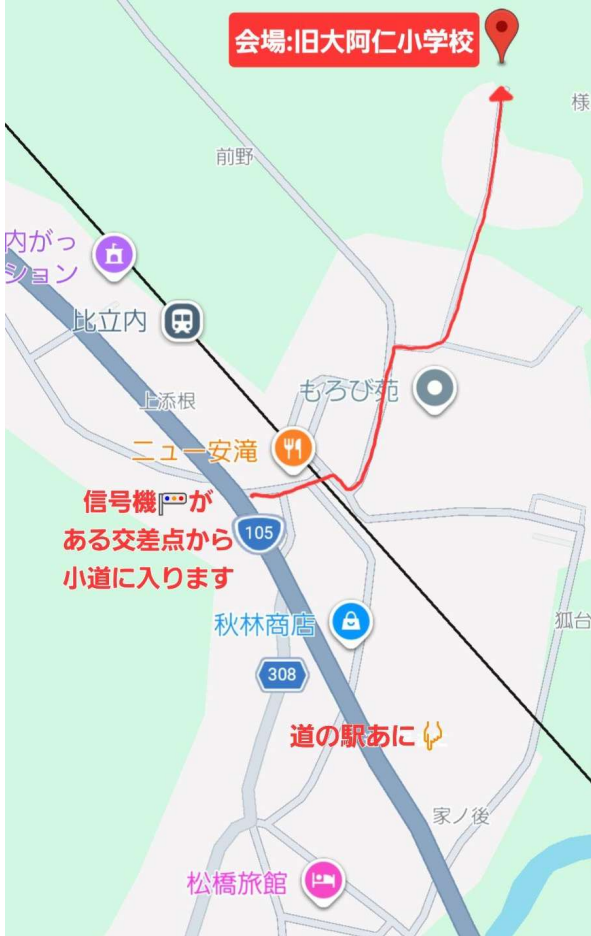 会場:旧大阿仁小学校
様
前野
内がっ
ション
比立内
もろび苑
上添根
ニュー安滝
信号機🚥が
ある交差点から
小道に入ります
105
秋林商店
狐台
308
道の駅あに
家ノ後
松橋旅館